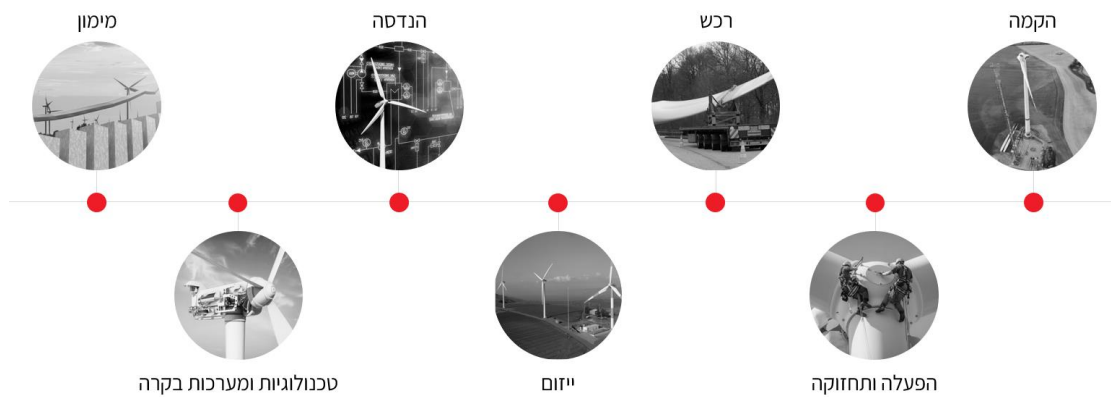 הקמה
רכש
הנדסה
מימון
הפעלה ותחזוקה
ייזום
טכנולוגיות ומערכות בקרה